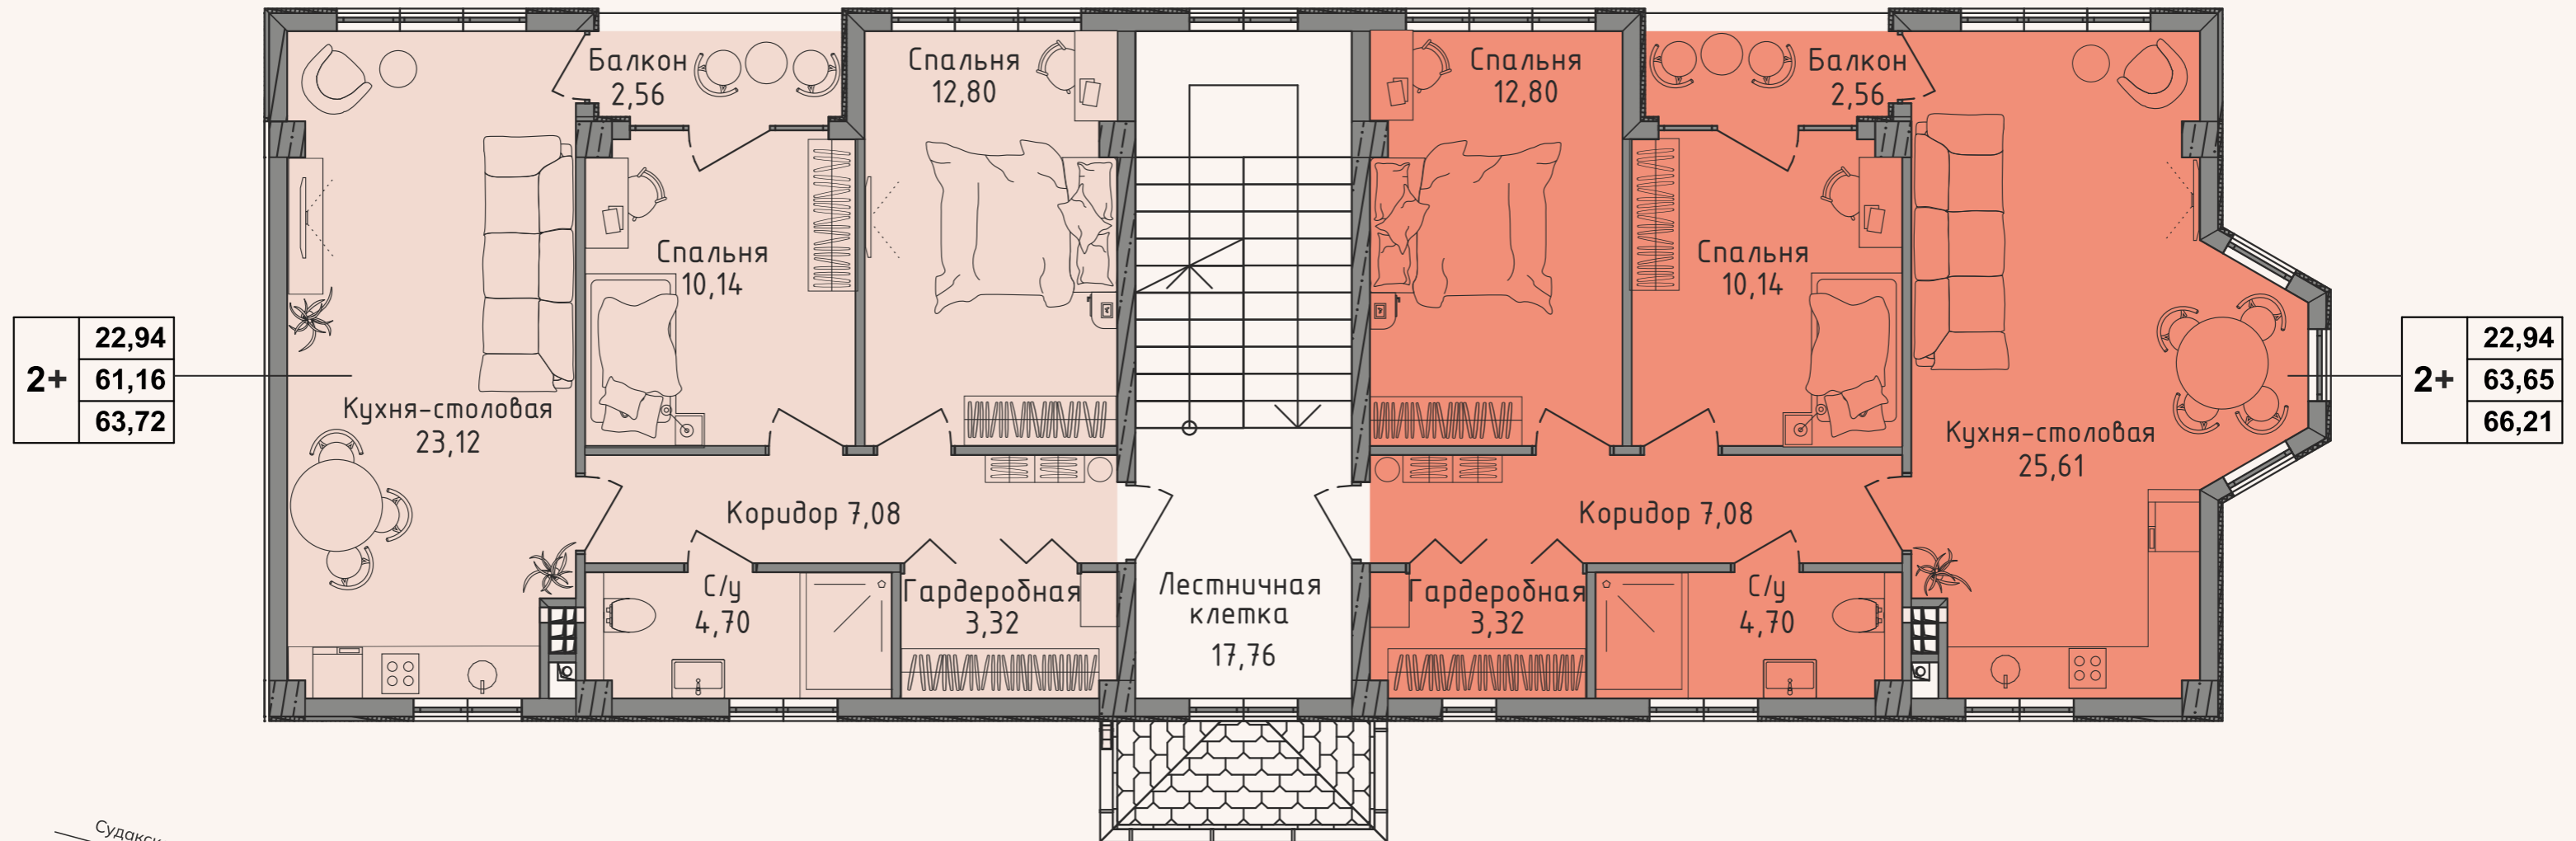 Балкон
2,56
Спальня
12,80
Спальня
12,80
Балкон
2,56
Спальня
10,14
Спальня
10,14
2+
22,94
61,16
63,72
2+
22,94
63,65
66,21
Кухня-столовая
23,12
Кухня-столовая
25,61
Коридор 7,08
Коридор 7,08
С/у
4,70
Гардеробная
3,32
Лестничная
клетка
17,76
Гардеробная
3,32
С/у
4,70